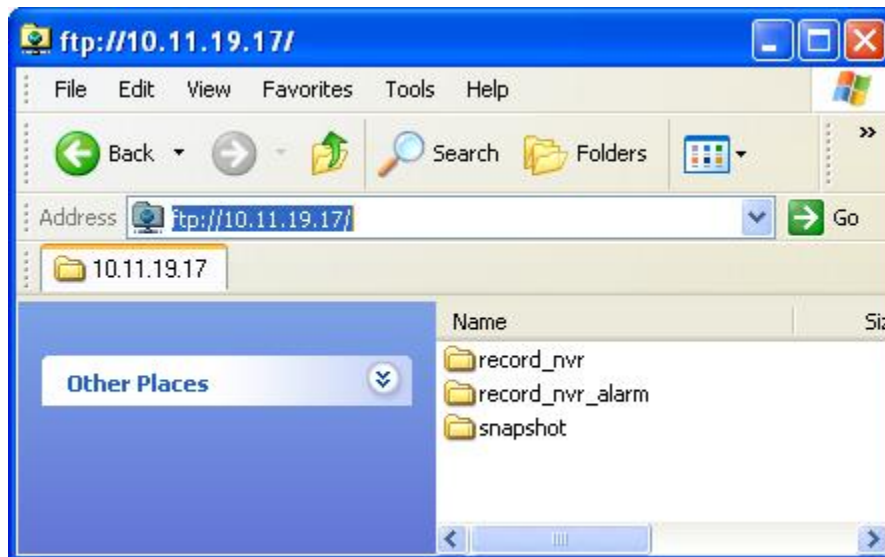 ftp://10.11.19.17/
File Edit View Favorites Tools Help
Back Search Folders »
Address ftp://10.11.19.17/ Go
10.11.19.17
Name Siz
Other Places
record_nvr
record_nvr_alarm
snapshot